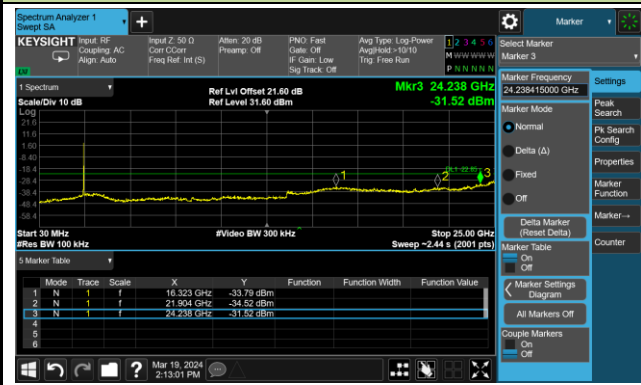 Spectrum Analyzer 1
Swept SA
Marker
KEYSIGHT
Input: RF
Coupling: AC
Align: Auto
Input Z: 50 Ω
Corr CCorr
Freq Ref: Int (S)
Atten: 20 dB
Preamp: Off
PNO: Fast
Gate: Off
IF Gain: Low
Sig Track: Off
Avg Type: Log-Power
Avg|Hold:>10/10
Trig: Free Run
1 2 3 4 5 6
M W W W W W
P N N N N N
Select Marker
Marker 3
1 Spectrum
Scale/Div 10 dB
Log
Ref Lvl Offset 21.60 dB
Ref Level 31.60 dBm
Mkr3 24.238 GHz
-31.52 dBm
21.6
11.6
1.60
-8.40
-18.4
-28.4
-38.4
-48.4
-58.4
1
2
3
Start 30 MHz
#Res BW 100 kHz
#Video BW 300 kHz
Stop 25.00 GHz
Sweep ~2.44 s (2001 pts)
5 Marker Table
Mode Trace Scale X Y Function Function Width Function Value
1 N 1 f 16.323 GHz -33.79 dBm
2 N 1 f 21.904 GHz -34.52 dBm
3 N 1 f 24.238 GHz -31.52 dBm
4
5
6
Marker Frequency
24.238415000 GHz
Marker Mode
Normal
Delta (Δ)
Fixed
Off
Delta Marker
(Reset Delta)
Marker Table
On
Off
Marker Settings
Diagram
All Markers Off
Couple Markers
On
Off
Settings
Peak
Search
Pk Search
Config
Properties
Marker
Function
Marker→
Counter
?
Mar 19, 2024
2:13:01 PM